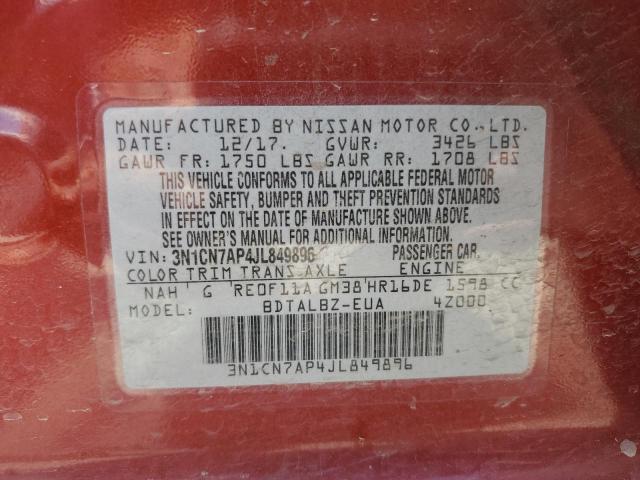 MANUFACTURED BY NISSAN MOTOR CO.,LTD.
DATE: 12/17. GVWR: 3426 LBS
GAWR FR: 1750 LBS GAWR RR: 1708 LBS
THIS VEHICLE CONFORMS TO ALL APPLICABLE FEDERAL MOTOR
VEHICLE SAFETY, BUMPER AND THEFT PREVENTION STANDARDS
IN EFFECT ON THE DATE OF MANUFACTURE SHOWN ABOVE.
SEE OWNER'S MANUAL FOR ADDITIONAL INFORMATION.
VIN: 3N1CN7AP4JL849896 PASSENGER CAR.
COLOR TRIM TRANS AXLE ENGINE
NAH G RE0F11A GM38 HR16DE 1598 CC
MODEL: BDTALBZ-EUA 4Z000
3N1CN7AP4JL849896